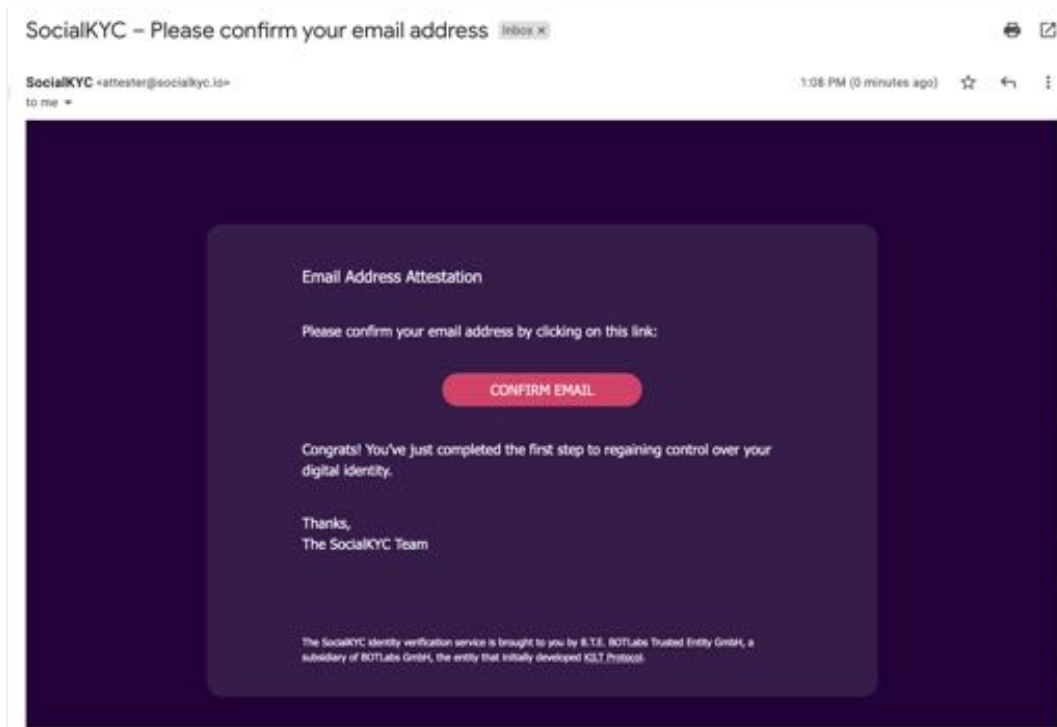 SocialKYC – Please confirm your email address Inbox ×
SocialKYC <attester@socialkyc.io>
1:08 PM (0 minutes ago)
to me
Email Address Attestation
Please confirm your email address by clicking on this link:
CONFIRM EMAIL
Congrats! You've just completed the first step to regaining control over your
digital identity.
Thanks,
The SocialKYC Team
The SocialKYC identity verification service is brought to you by B.T.E. BOTLabs Trusted Entity GmbH, a
subsidiary of BOTLabs GmbH, the entity that initially developed KILT Protocol.